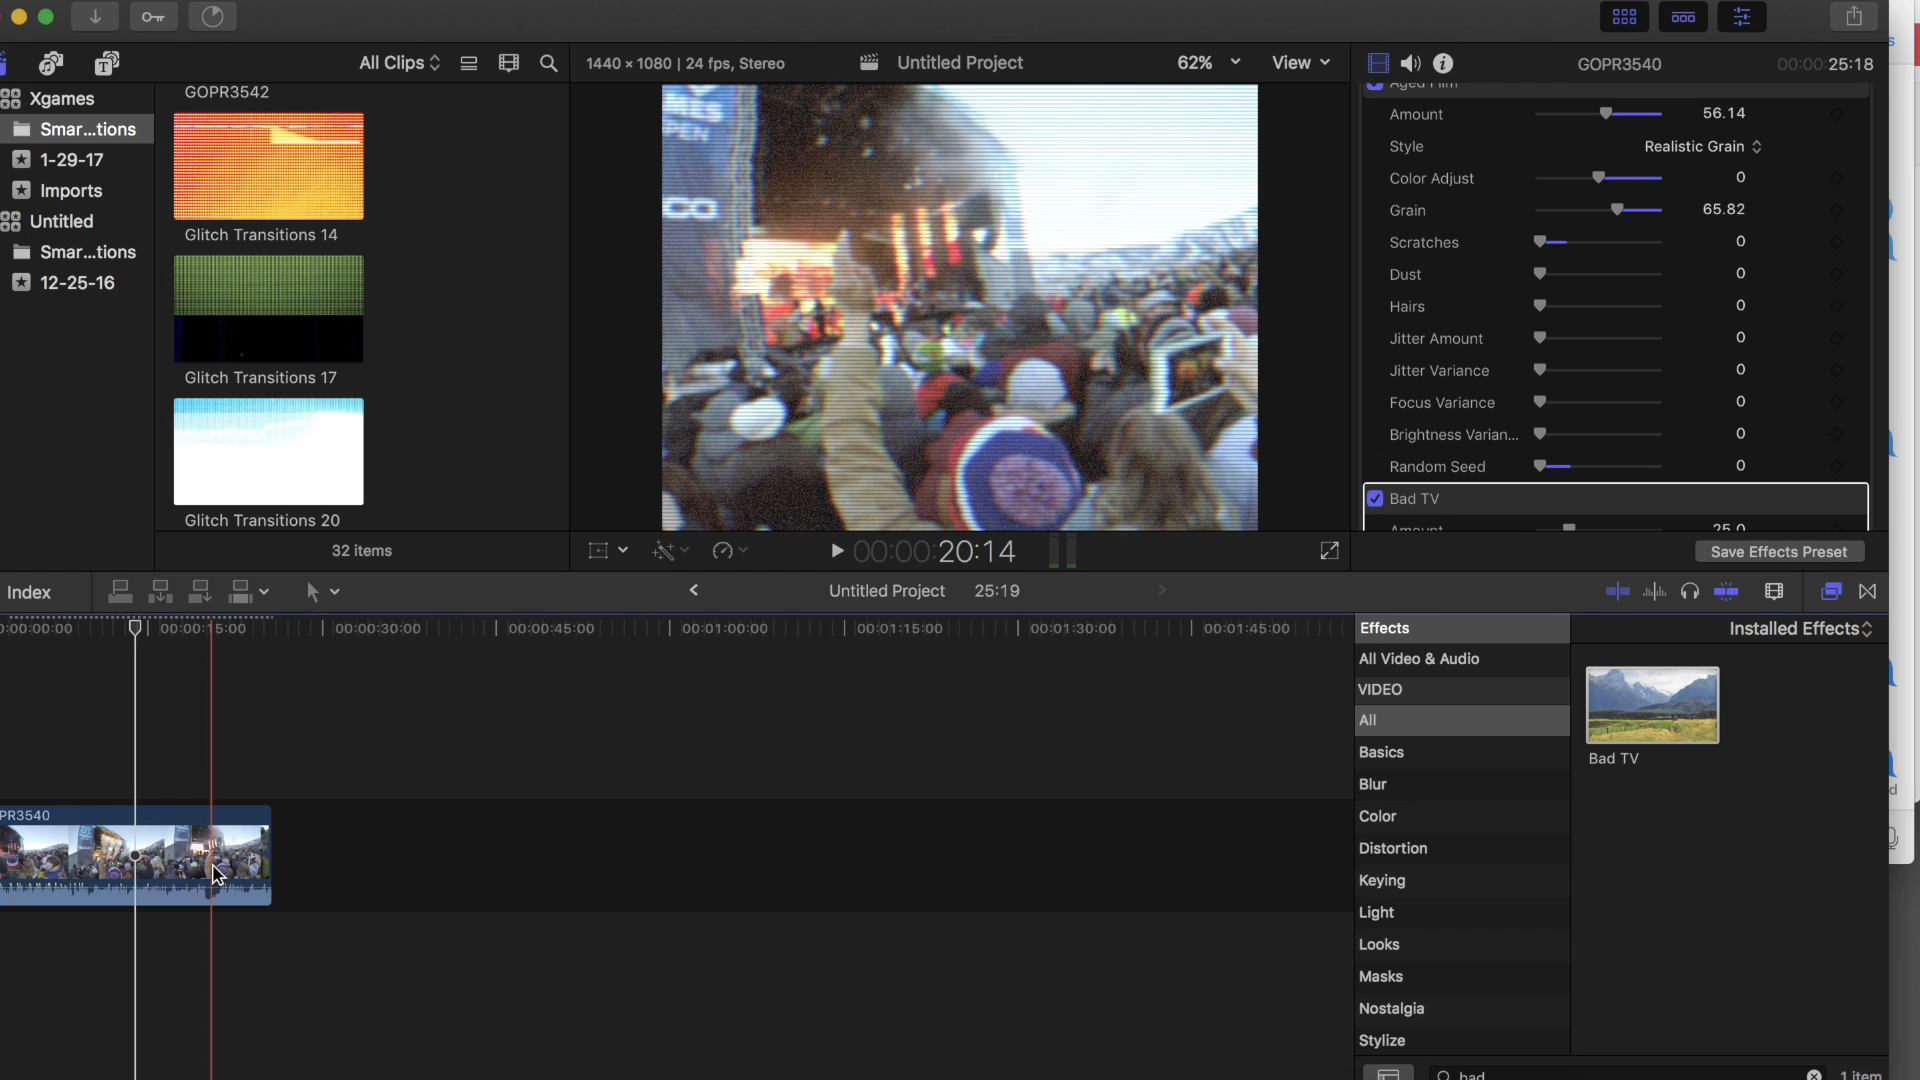 All Clips
1440 × 1080 | 24 fps, Stereo
Untitled Project
62%
View
GOPR3540
00:00:25:18
Xgames
Smar...tions
1-29-17
Imports
Untitled
Smar...tions
12-25-16
GOPR3542
Glitch Transitions 14
Glitch Transitions 17
Glitch Transitions 20
32 items
PEN
CO
00:00:20:14
Aged Film
Amount 56.14
Style Realistic Grain
Color Adjust 0
Grain 65.82
Scratches 0
Dust 0
Hairs 0
Jitter Amount 0
Jitter Variance 0
Focus Variance 0
Brightness Varian... 0
Random Seed 0
Bad TV
Amount 25.0
Save Effects Preset
Index
Untitled Project 25:19
00:00:15:00
00:00:30:00
00:00:45:00
00:01:00:00
00:01:15:00
00:01:30:00
00:01:45:00
PR3540
Effects
Installed Effects
All Video & Audio
VIDEO
All
Basics
Blur
Color
Distortion
Keying
Light
Looks
Masks
Nostalgia
Stylize
Bad TV
bad
1 item